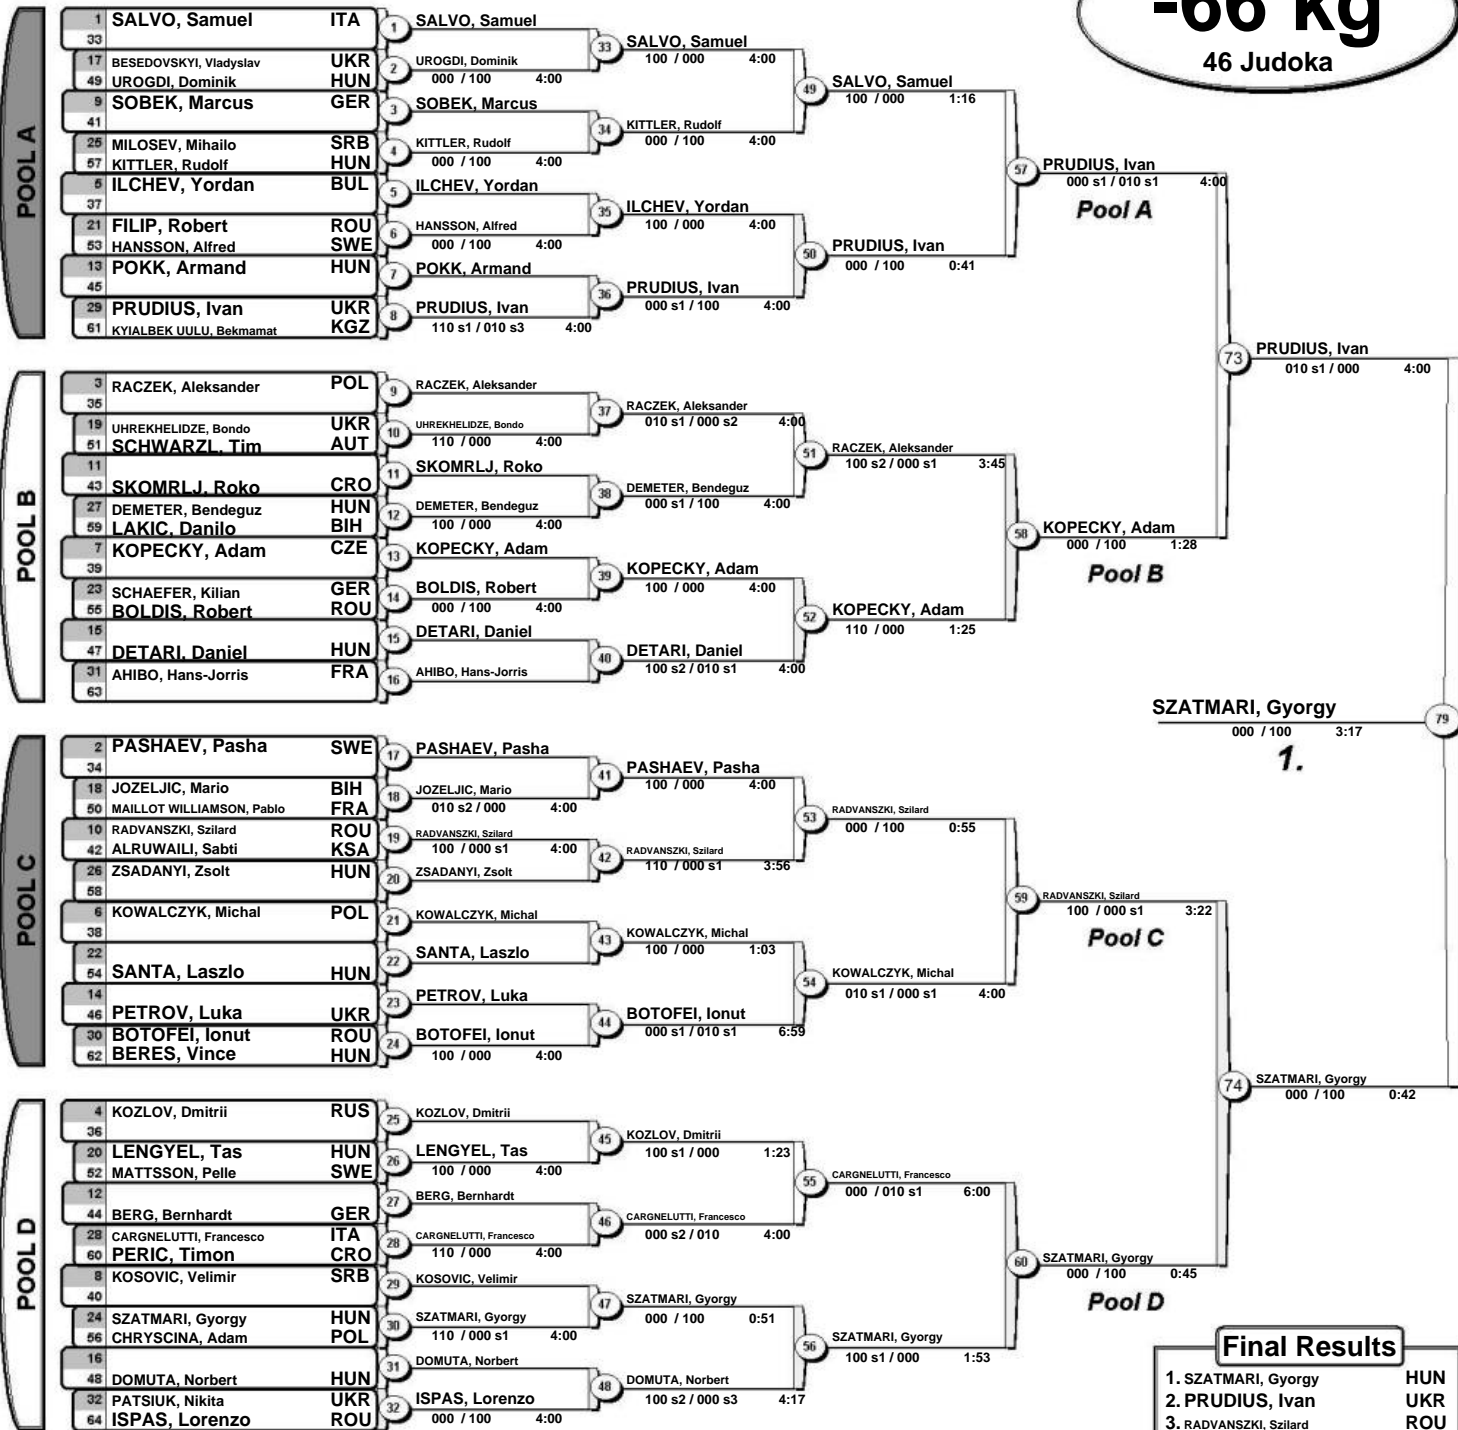 -66 kg
46 Judoka
POOL A
1 SALVO, Samuel ITA
33
17 BESEDOVSKYI, Vladyslav UKR
49 UROGDI, Dominik HUN
9 SOBEK, Marcus GER
41
25 MILOSEV, Mihailo SRB
57 KITTLER, Rudolf HUN
5 ILCHEV, Yordan BUL
37
21 FILIP, Robert ROU
53 HANSSON, Alfred SWE
13 POKK, Armand HUN
45
29 PRUDIUS, Ivan UKR
61 KYIALBEK UULU, Bekmamat KGZ
1 SALVO, Samuel
2 UROGDI, Dominik
000 / 100 4:00
3 SOBEK, Marcus
4 KITTLER, Rudolf
000 / 100 4:00
5 ILCHEV, Yordan
6 HANSSON, Alfred
000 / 100 4:00
7 POKK, Armand
8 PRUDIUS, Ivan
110 s1 / 010 s3 4:00
33 SALVO, Samuel
100 / 000 4:00
34 KITTLER, Rudolf
000 / 100 4:00
35 ILCHEV, Yordan
100 / 000 4:00
36 PRUDIUS, Ivan
000 s1 / 100 4:00
49 SALVO, Samuel
100 / 000 1:16
50 PRUDIUS, Ivan
000 / 100 0:41
57 PRUDIUS, Ivan
000 s1 / 010 s1 4:00
Pool A
POOL B
3 RACZEK, Aleksander POL
35
19 UHREKHELIDZE, Bondo UKR
51 SCHWARZL, Tim AUT
11
43 SKOMRLJ, Roko CRO
27 DEMETER, Bendeguz HUN
59 LAKIC, Danilo BIH
7 KOPECKY, Adam CZE
39
23 SCHAEFER, Kilian GER
55 BOLDIS, Robert ROU
15
47 DETARI, Daniel HUN
31 AHIBO, Hans-Jorris FRA
63
9 RACZEK, Aleksander
10 UHREKHELIDZE, Bondo
110 / 000 4:00
11 SKOMRLJ, Roko
12 DEMETER, Bendeguz
100 / 000 4:00
13 KOPECKY, Adam
14 BOLDIS, Robert
000 / 100 4:00
15 DETARI, Daniel
16 AHIBO, Hans-Jorris
37 RACZEK, Aleksander
010 s1 / 000 s2 4:00
38 DEMETER, Bendeguz
000 s1 / 100 4:00
39 KOPECKY, Adam
100 / 000 4:00
40 DETARI, Daniel
100 s2 / 010 s1 4:00
51 RACZEK, Aleksander
100 s2 / 000 s1 3:45
52 KOPECKY, Adam
110 / 000 1:25
58 KOPECKY, Adam
000 / 100 1:28
Pool B
73 PRUDIUS, Ivan
010 s1 / 000 4:00
SZATMARI, Gyorgy 79
000 / 100 3:17
1.
POOL C
2 PASHAEV, Pasha SWE
34
18 JOZELJIC, Mario BIH
50 MAILLOT WILLIAMSON, Pablo FRA
10 RADVANSZKI, Szilard ROU
42 ALRUWAILI, Sabti KSA
26 ZSADANYI, Zsolt HUN
58
6 KOWALCZYK, Michal POL
38
22
54 SANTA, Laszlo HUN
14
46 PETROV, Luka UKR
30 BOTOFEI, Ionut ROU
62 BERES, Vince HUN
17 PASHAEV, Pasha
18 JOZELJIC, Mario
010 s2 / 000 4:00
19 RADVANSZKI, Szilard
100 / 000 s1 4:00
20 ZSADANYI, Zsolt
21 KOWALCZYK, Michal
22 SANTA, Laszlo
23 PETROV, Luka
24 BOTOFEI, Ionut
100 / 000 4:00
41 PASHAEV, Pasha
100 / 000 4:00
42 RADVANSZKI, Szilard
110 / 000 s1 3:56
43 KOWALCZYK, Michal
100 / 000 1:03
44 BOTOFEI, Ionut
000 s1 / 010 s1 6:59
53 RADVANSZKI, Szilard
000 / 100 0:55
54 KOWALCZYK, Michal
010 s1 / 000 s1 4:00
59 RADVANSZKI, Szilard
100 / 000 s1 3:22
Pool C
POOL D
4 KOZLOV, Dmitrii RUS
36
20 LENGYEL, Tas HUN
52 MATTSSON, Pelle SWE
12
44 BERG, Bernhardt GER
28 CARGNELUTTI, Francesco ITA
60 PERIC, Timon CRO
8 KOSOVIC, Velimir SRB
40
24 SZATMARI, Gyorgy HUN
56 CHRYSCINA, Adam POL
16
48 DOMUTA, Norbert HUN
32 PATSIUK, Nikita UKR
64 ISPAS, Lorenzo ROU
25 KOZLOV, Dmitrii
26 LENGYEL, Tas
100 / 000 4:00
27 BERG, Bernhardt
28 CARGNELUTTI, Francesco
110 / 000 4:00
29 KOSOVIC, Velimir
30 SZATMARI, Gyorgy
110 / 000 s1 4:00
31 DOMUTA, Norbert
32 ISPAS, Lorenzo
000 / 100 4:00
45 KOZLOV, Dmitrii
100 s1 / 000 1:23
46 CARGNELUTTI, Francesco
000 s2 / 010 4:00
47 SZATMARI, Gyorgy
000 / 100 0:51
48 DOMUTA, Norbert
100 s2 / 000 s3 4:17
55 CARGNELUTTI, Francesco
000 / 010 s1 6:00
56 SZATMARI, Gyorgy
100 s1 / 000 1:53
60 SZATMARI, Gyorgy
000 / 100 0:45
Pool D
74 SZATMARI, Gyorgy
000 / 100 0:42
Final Results
1. SZATMARI, Gyorgy HUN
2. PRUDIUS, Ivan UKR
3. RADVANSZKI, Szilard ROU